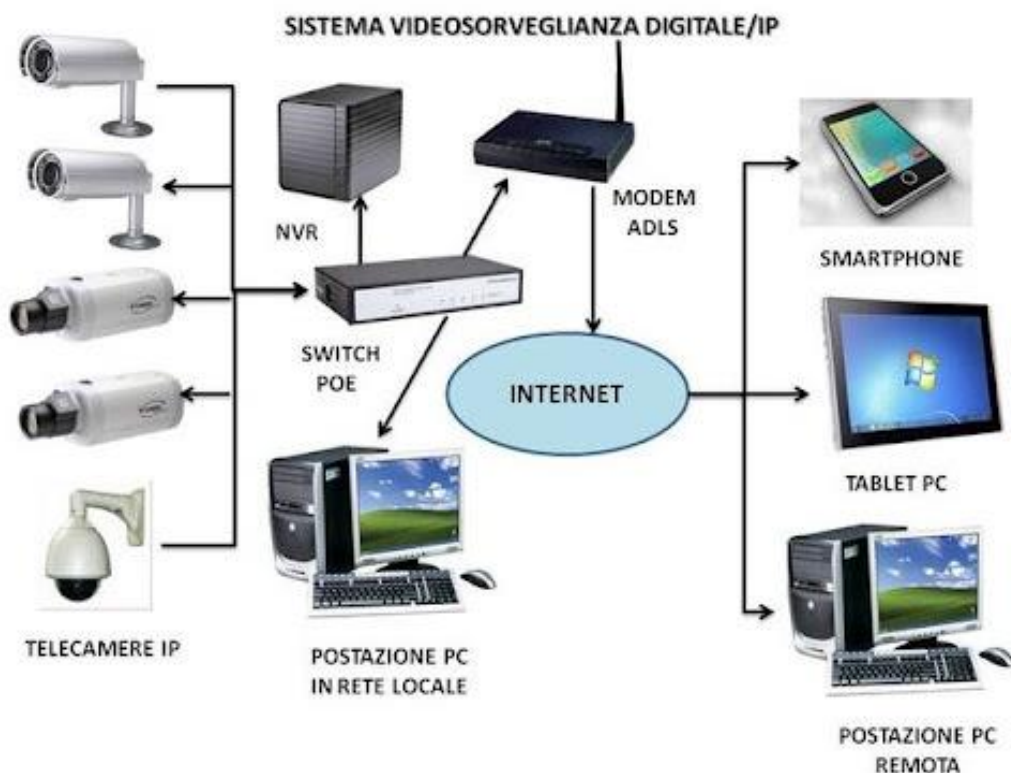 SISTEMA VIDEOSORVEGLIANZA DIGITALE/IP
NVR
MODEM
ADLS
SMARTPHONE
SWITCH
POE
INTERNET
TABLET PC
TELECAMERE IP
POSTAZIONE PC
IN RETE LOCALE
POSTAZIONE PC
REMOTA